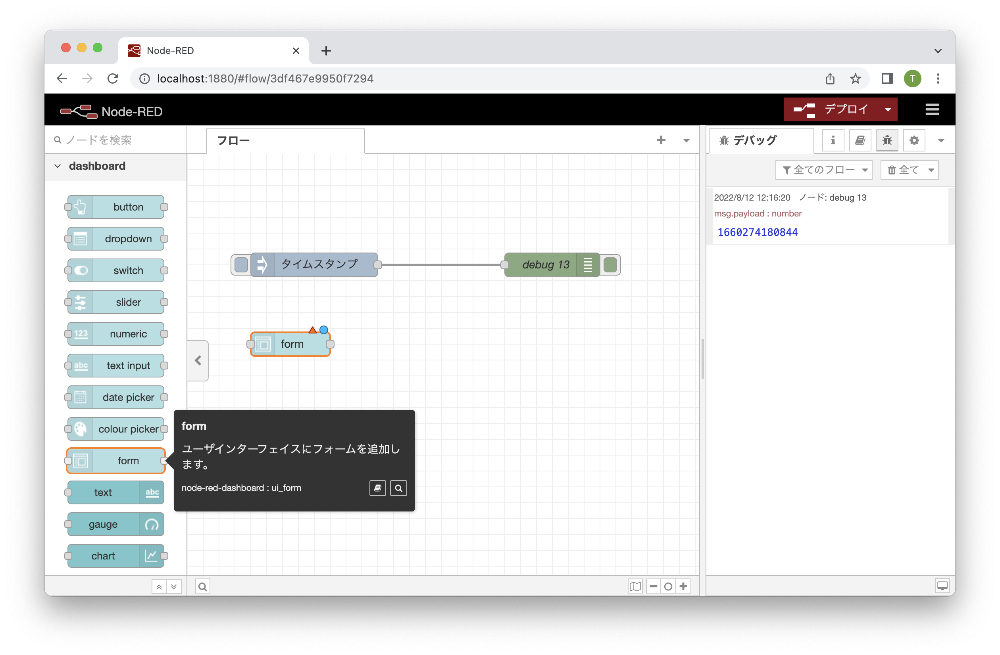 Node-RED
localhost:1880/#flow/3df467e9950f7294
T
Node-RED
デプロイ
ノードを検索
フロー
デバッグ
i
dashboard
全てのフロー
全て
button
dropdown
switch
slider
123 numeric
abc text input
date picker
colour picker
form
text abc
gauge
chart
タイムスタンプ
debug 13
form
form
ユーザインターフェイスにフォームを追加し
ます。
node-red-dashboard : ui_form
2022/8/12 12:16:20 ノード: debug 13
msg.payload : number
1660274180844